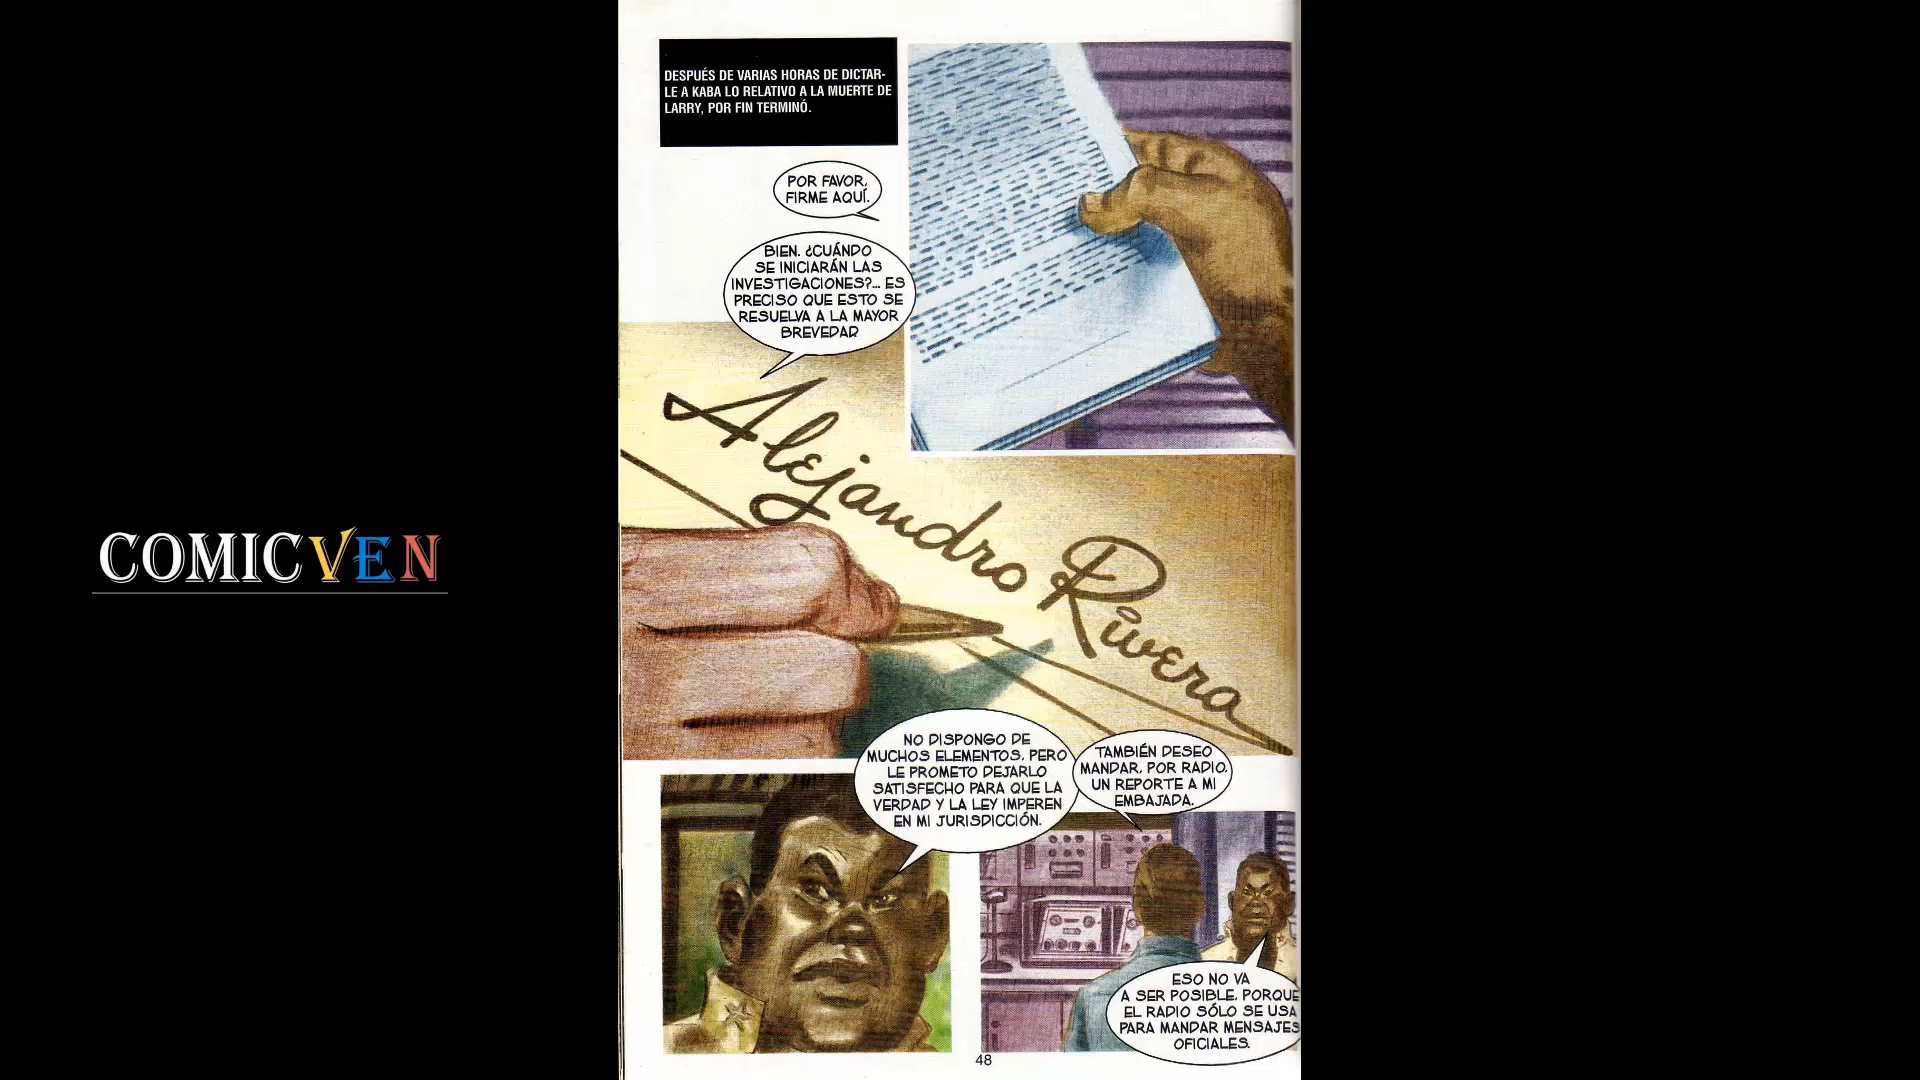 DESPUÉS DE VARIAS HORAS DE DICTAR-
LE A KABA LO RELATIVO A LA MUERTE DE
LARRY, POR FIN TERMINÓ.
POR FAVOR,
FIRME AQUÍ.
BIEN. ¿CUÁNDO
SE INICIARÁN LAS
INVESTIGACIONES?... ES
PRECISO QUE ESTO SE
RESUELVA A LA MAYOR
BREVEDAD
Alejandro Rivera
NO DISPONGO DE
MUCHOS ELEMENTOS, PERO
LE PROMETO DEJARLO
SATISFECHO PARA QUE LA
VERDAD Y LA LEY IMPEREN
EN MI JURISDICCIÓN.
TAMBIÉN DESEO
MANDAR, POR RADIO,
UN REPORTE A MI
EMBAJADA.
ESO NO VA
A SER POSIBLE, PORQUE
EL RADIO SÓLO SE USA
PARA MANDAR MENSAJES
OFICIALES.
48
COMICVEN